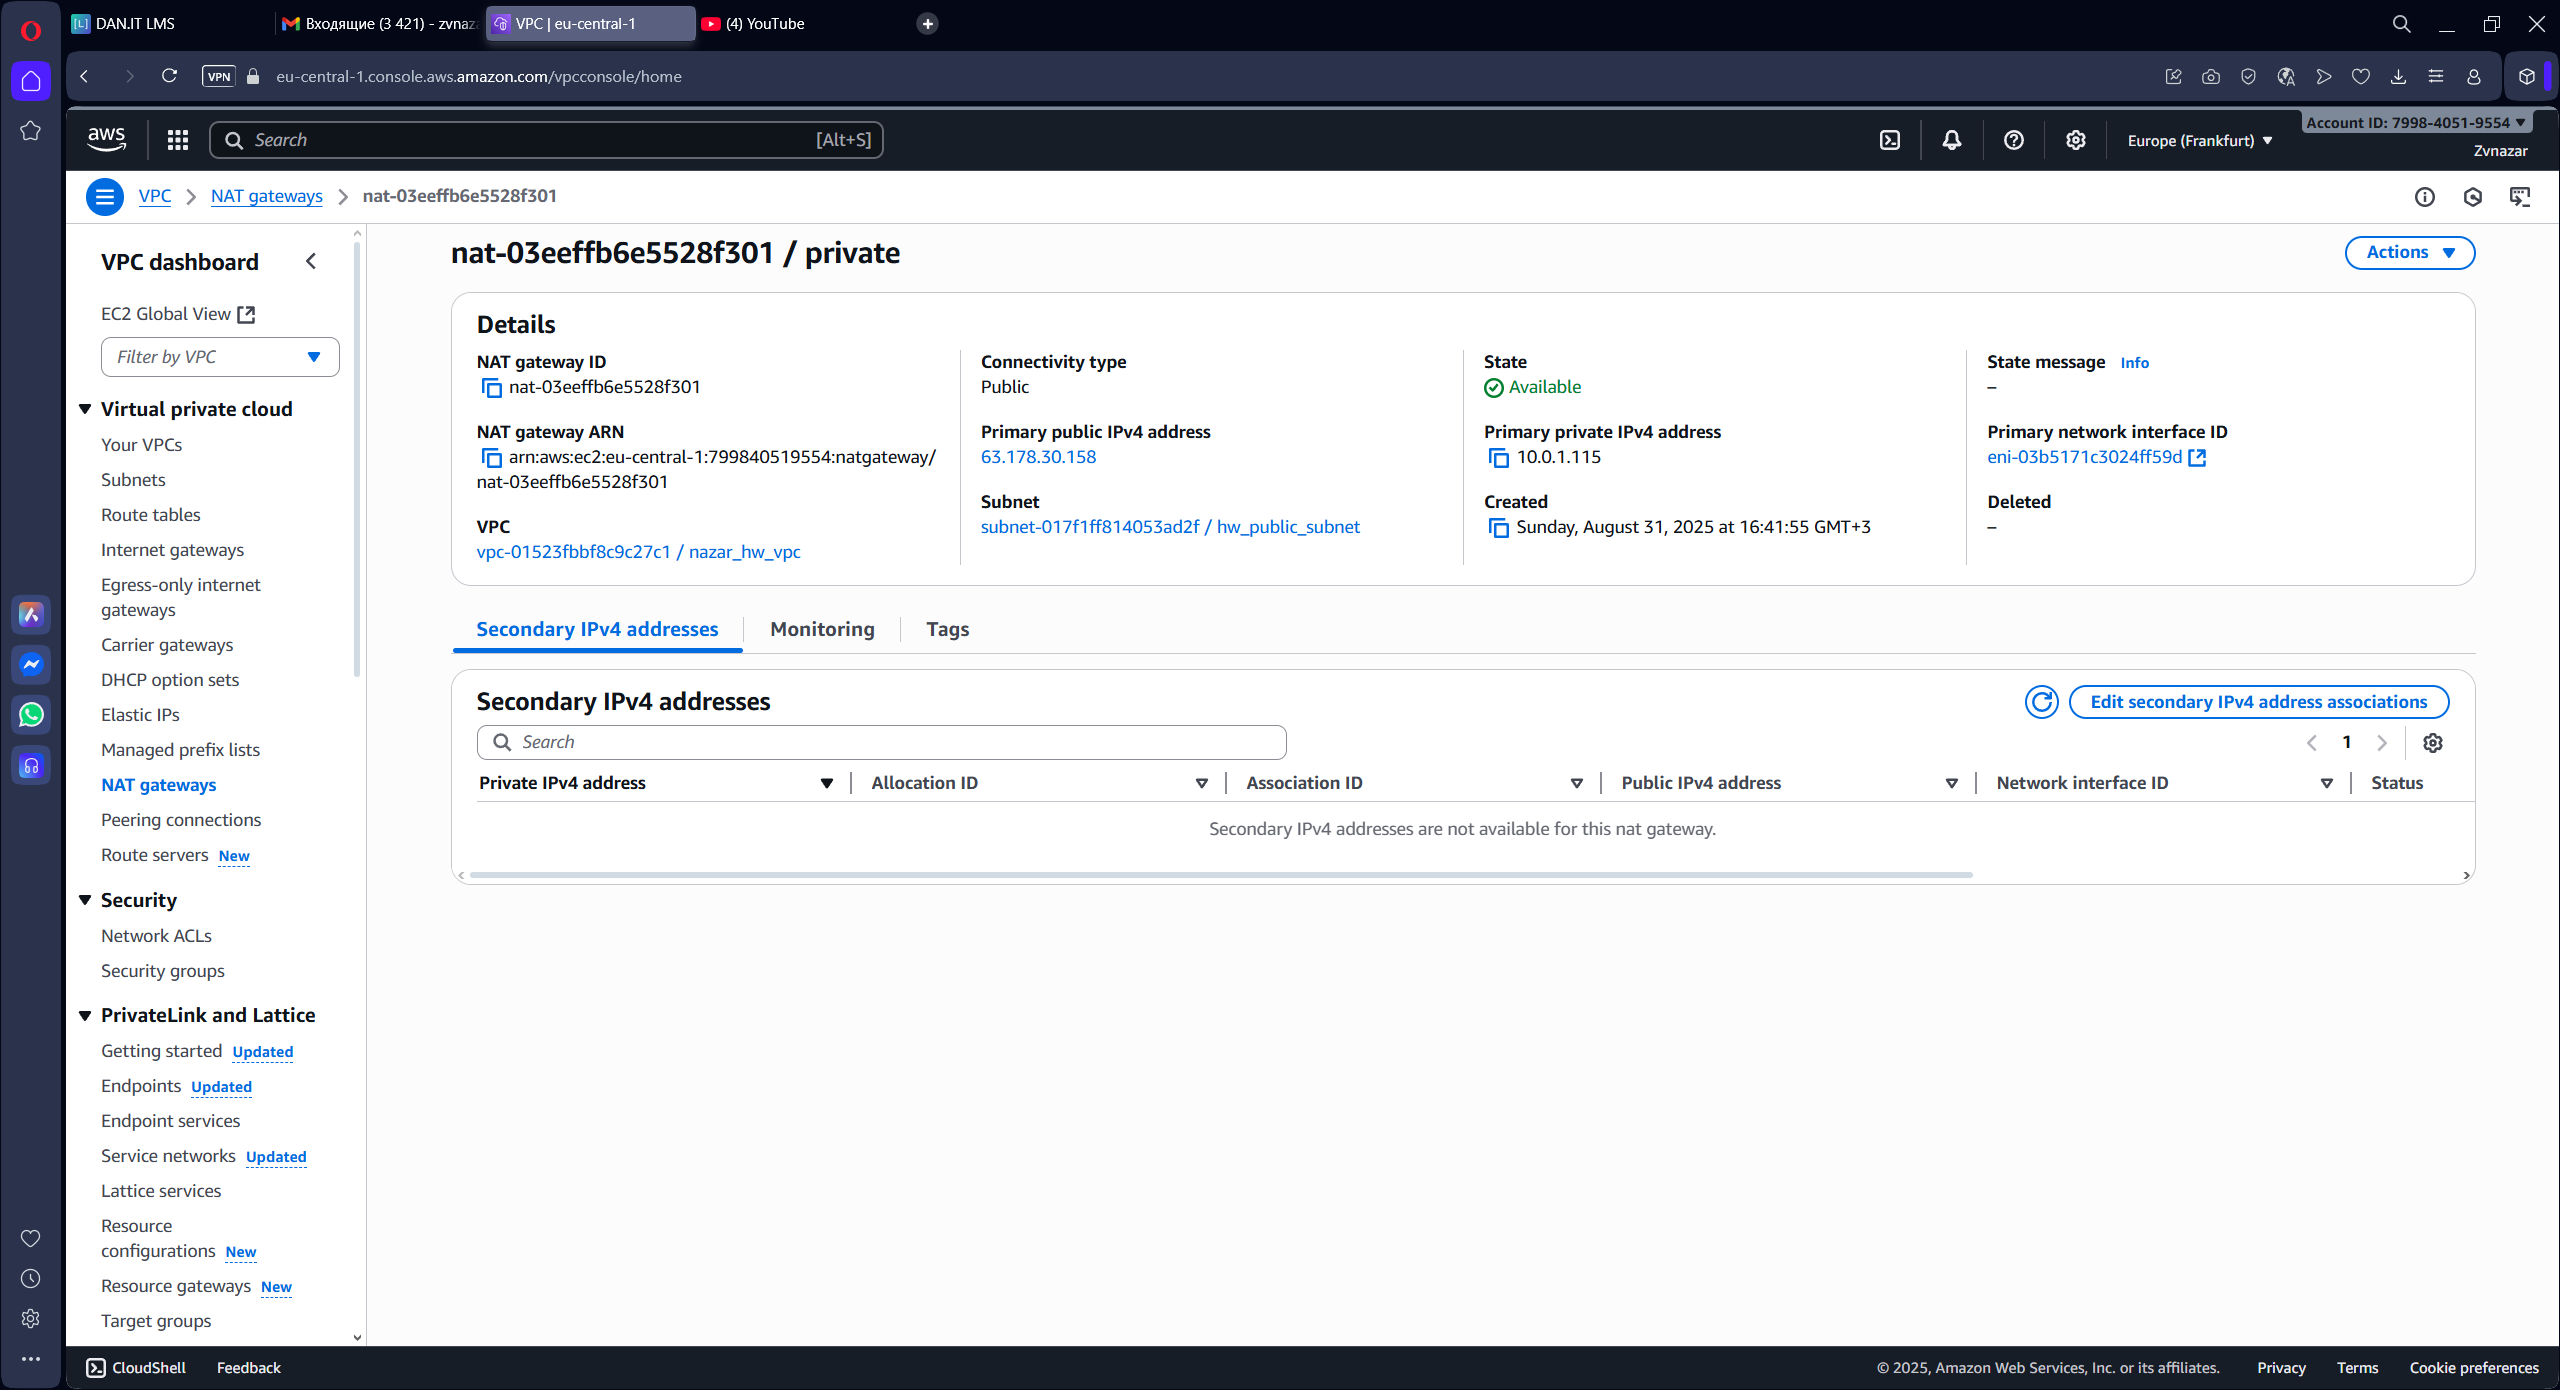 DAN.IT LMS
Входящие (3 421) - zvnaz
VPC | eu-central-1
(4) YouTube
VPN
eu-central-1.console.aws.amazon.com/vpcconsole/home
aws
Search
[Alt+S]
Europe (Frankfurt)
Account ID: 7998-4051-9554
Zvnazar
VPC
NAT gateways
nat-03eeffb6e5528f301
VPC dashboard
EC2 Global View
Filter by VPC
Virtual private cloud
Your VPCs
Subnets
Route tables
Internet gateways
Egress-only internet
gateways
Carrier gateways
DHCP option sets
Elastic IPs
Managed prefix lists
NAT gateways
Peering connections
Route servers New
Security
Network ACLs
Security groups
PrivateLink and Lattice
Getting started Updated
Endpoints Updated
Endpoint services
Service networks Updated
Lattice services
Resource
configurations New
Resource gateways New
Target groups
nat-03eeffb6e5528f301 / private
Actions
Details
NAT gateway ID
nat-03eeffb6e5528f301
NAT gateway ARN
arn:aws:ec2:eu-central-1:799840519554:natgateway/
nat-03eeffb6e5528f301
VPC
vpc-01523fbbf8c9c27c1 / nazar_hw_vpc
Connectivity type
Public
Primary public IPv4 address
63.178.30.158
Subnet
subnet-017f1ff814053ad2f / hw_public_subnet
State
Available
Primary private IPv4 address
10.0.1.115
Created
Sunday, August 31, 2025 at 16:41:55 GMT+3
State message Info
–
Primary network interface ID
eni-03b5171c3024ff59d
Deleted
–
Secondary IPv4 addresses
Monitoring
Tags
Secondary IPv4 addresses
Edit secondary IPv4 address associations
Search
1
Private IPv4 address
Allocation ID
Association ID
Public IPv4 address
Network interface ID
Status
Secondary IPv4 addresses are not available for this nat gateway.
CloudShell
Feedback
© 2025, Amazon Web Services, Inc. or its affiliates.
Privacy
Terms
Cookie preferences